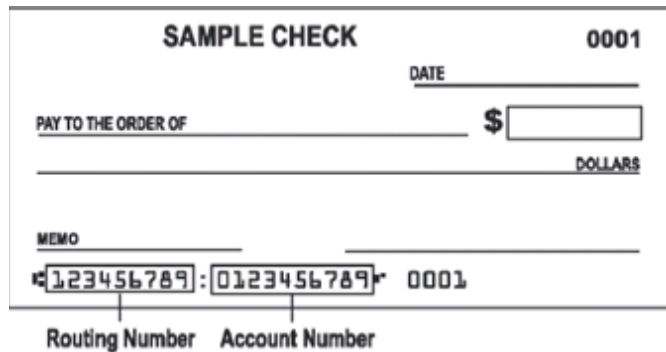 SAMPLE CHECK 0001
DATE
PAY TO THE ORDER OF $
DOLLARS
MEMO
⑆123456789: 0123456789⑈ 0001
Routing Number Account Number